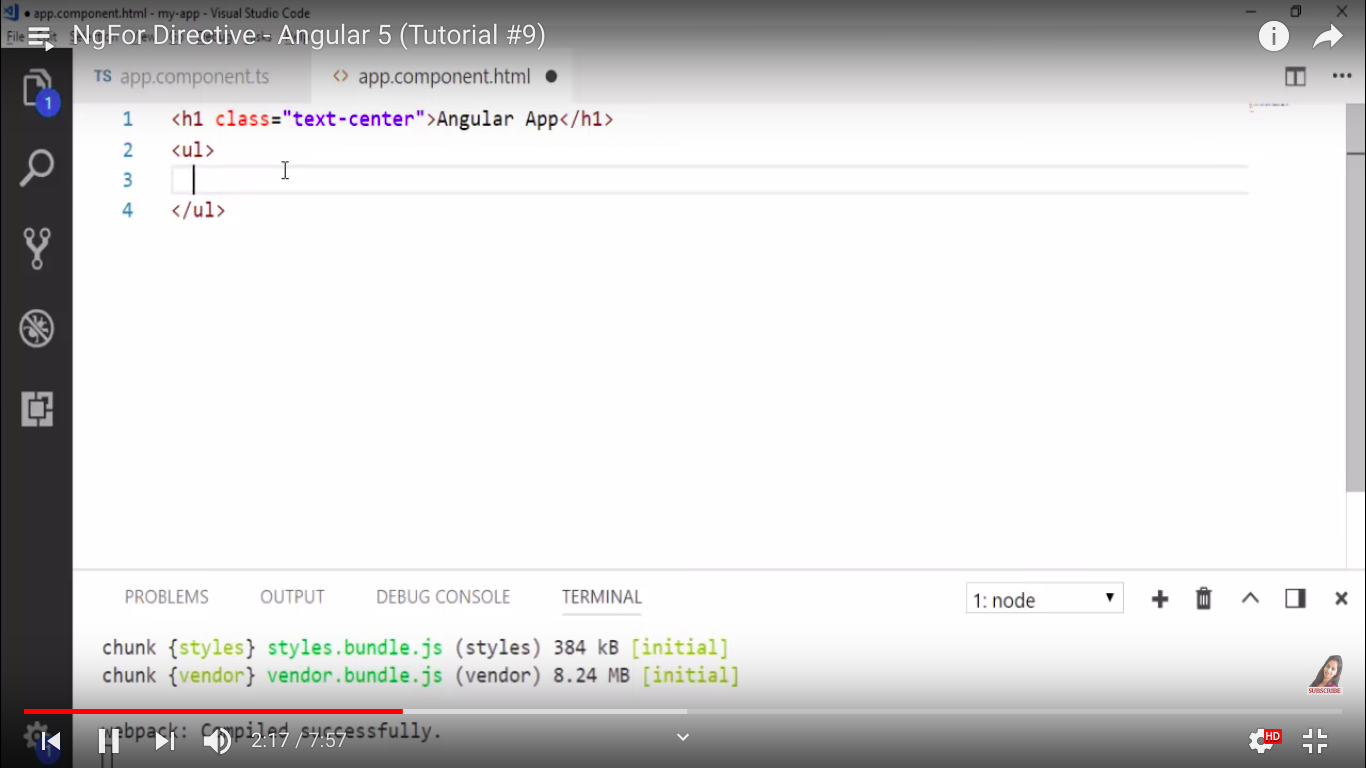 app.component.html - my-app - Visual Studio Code
File
NgFor Directive - Angular 5 (Tutorial #9)
TS app.component.ts <> app.component.html
1
1 <h1 class="text-center">Angular App</h1>
2 <ul>
3
4 </ul>
PROBLEMS OUTPUT DEBUG CONSOLE TERMINAL 1: node
chunk {styles} styles.bundle.js (styles) 384 kB [initial]
chunk {vendor} vendor.bundle.js (vendor) 8.24 MB [initial]
SUBSCRIBE
webpack: Compiled successfully.
2:17 / 7:57
HD
1